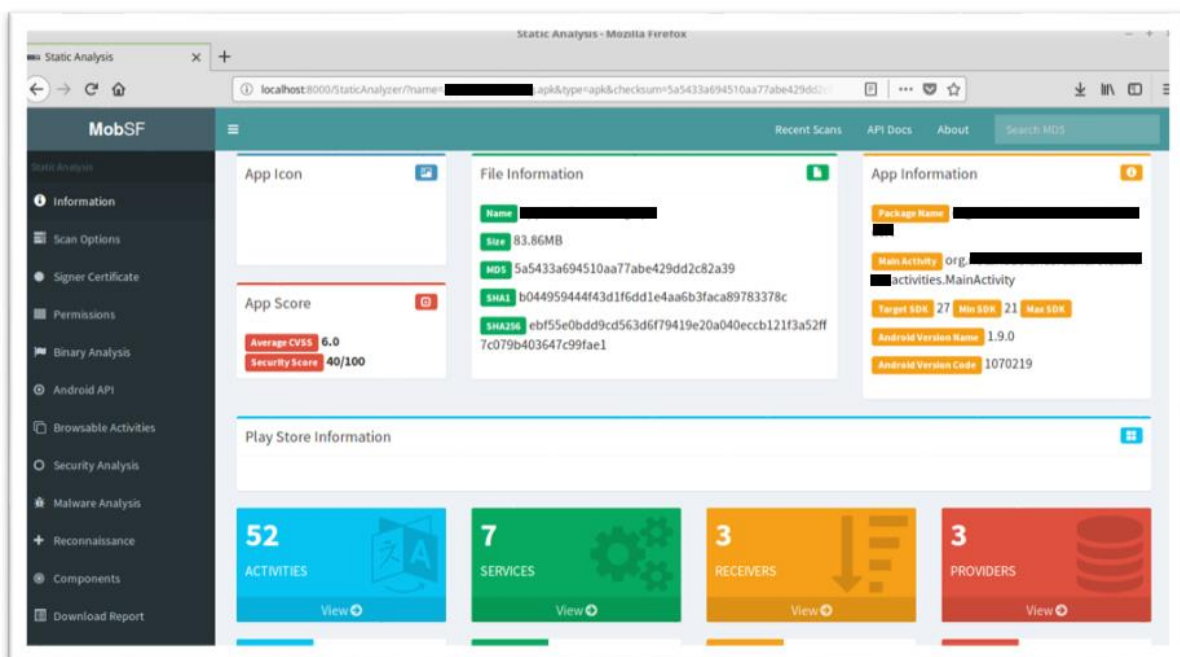 Static Analysis - Mozilla Firefox
Static Analysis
localhost:8000/StaticAnalyzer/?name= .apk&type=apk&checksum=5a5433a694510aa77abe429dd2c
MobSF
Recent Scans API Docs About Search MD5
Static Analysis
Information
Scan Options
Signer Certificate
Permissions
Binary Analysis
Android API
Browsable Activities
Security Analysis
Malware Analysis
Reconnaissance
Components
Download Report
App Icon
App Score
Average CVSS 6.0
Security Score 40/100
File Information
Name
Size 83.86MB
MD5 5a5433a694510aa77abe429dd2c82a39
SHA1 b044959444f43d1f6dd1e4aa6b3faca89783378c
SHA256 ebf55e0bdd9cd563d6f79419e20a040eccb121f3a52ff
7c079b403647c99fae1
App Information
Package Name
Main Activity org.
activities.MainActivity
Target SDK 27 Min SDK 21 Max SDK
Android Version Name 1.9.0
Android Version Code 1070219
Play Store Information
52
ACTIVITIES
View
7
SERVICES
View
3
RECEIVERS
View
3
PROVIDERS
View